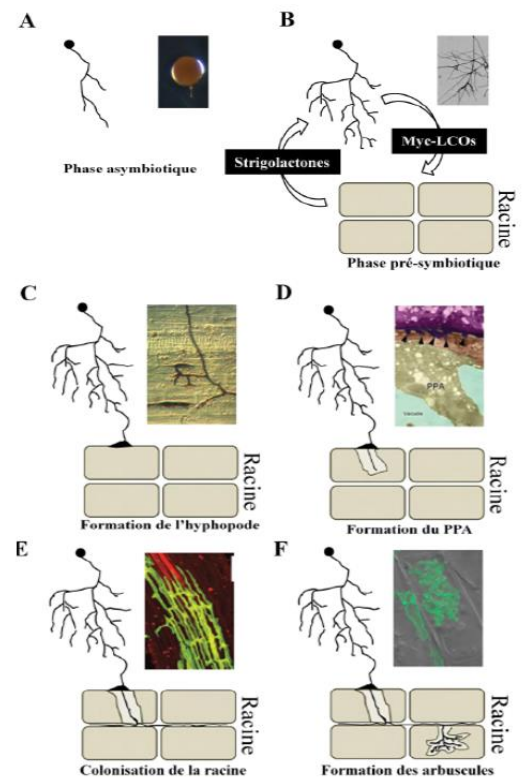 A
Phase asymbiotique
B
Strigolactones
Myc-LCOs
Racine
Phase pré-symbiotique
C
Racine
Formation de l'hyphopode
D
PPA
Vacuole
Racine
Formation du PPA
E
Racine
Colonisation de la racine
F
Racine
Formation des arbuscules